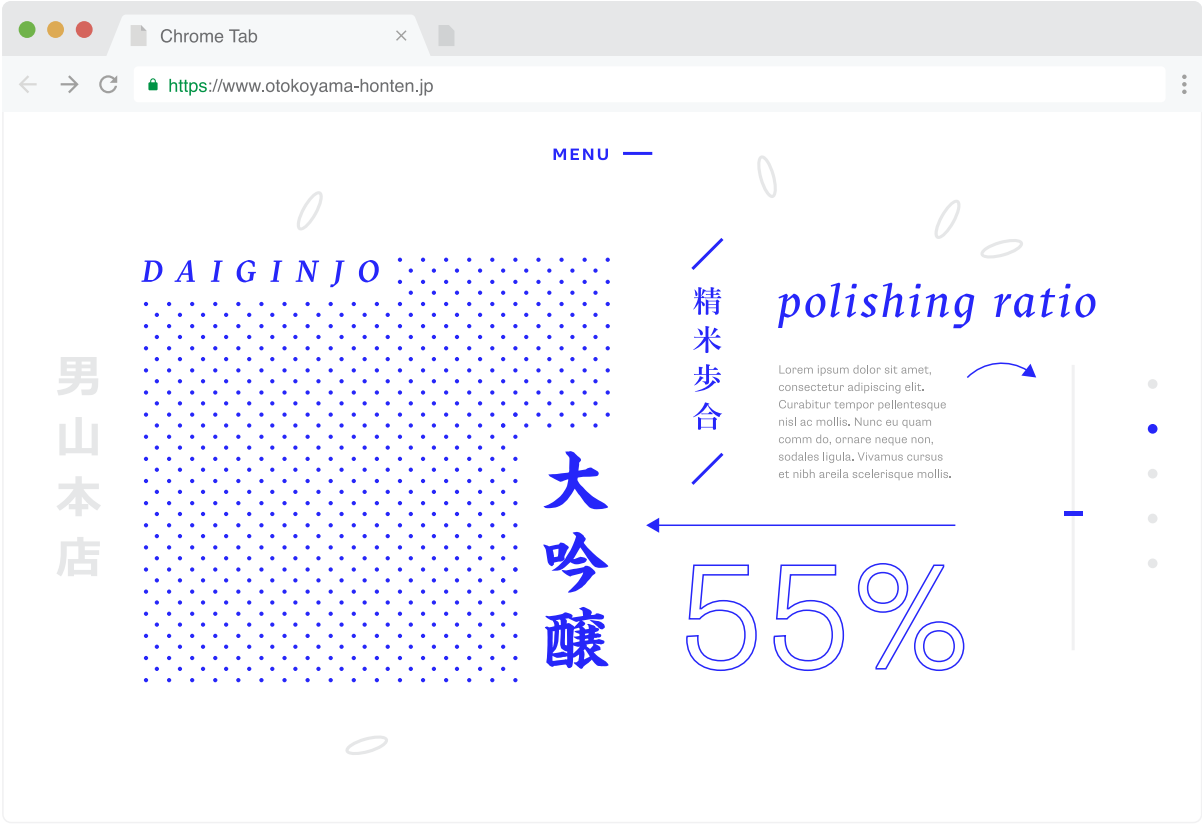 Chrome Tab
https://www.otokoyama-honten.jp
MENU
男山本店
DAIGINJO
大吟醸
精米歩合
polishing ratio
Lorem ipsum dolor sit amet,
consectetur adipiscing elit.
Curabitur tempor pellentesque
nisl ac mollis. Nunc eu quam
comm do, ornare neque non,
sodales ligula. Vivamus cursus
et nibh areila scelerisque mollis.
55%